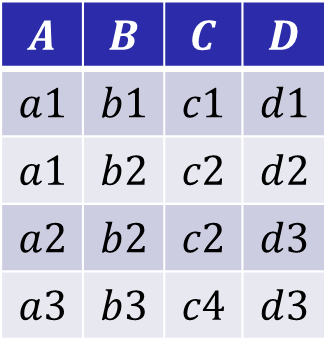 A B C D
a1 b1 c1 d1
a1 b2 c2 d2
a2 b2 c2 d3
a3 b3 c4 d3